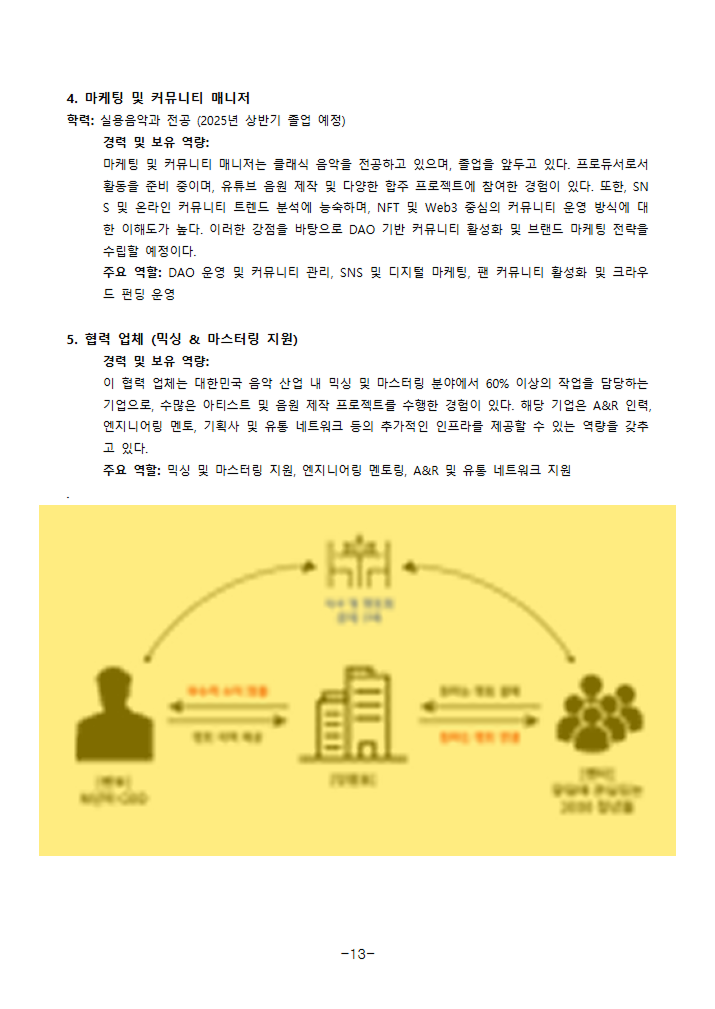 4. 마케팅 및 커뮤니티 매니저
학력: 실용음악과 전공 (2025년 상반기 졸업 예정)
경력 및 보유 역량:
마케팅 및 커뮤니티 매니저는 클래식 음악을 전공하고 있으며, 졸업을 앞두고 있다. 프로듀서로서
활동을 준비 중이며, 유튜브 음원 제작 및 다양한 합주 프로젝트에 참여한 경험이 있다. 또한, SN
S 및 온라인 커뮤니티 트렌드 분석에 능숙하며, NFT 및 Web3 중심의 커뮤니티 운영 방식에 대
한 이해도가 높다. 이러한 강점을 바탕으로 DAO 기반 커뮤니티 활성화 및 브랜드 마케팅 전략을
수립할 예정이다.
주요 역할: DAO 운영 및 커뮤니티 관리, SNS 및 디지털 마케팅, 팬 커뮤니티 활성화 및 크라우
드 펀딩 운영
5. 협력 업체 (믹싱 & 마스터링 지원)
경력 및 보유 역량:
이 협력 업체는 대한민국 음악 산업 내 믹싱 및 마스터링 분야에서 60% 이상의 작업을 담당하는
기업으로, 수많은 아티스트 및 음원 제작 프로젝트를 수행한 경험이 있다. 해당 기업은 A&R 인력,
엔지니어링 멘토, 기획사 및 유통 네트워크 등의 추가적인 인프라를 제공할 수 있는 역량을 갖추
고 있다.
주요 역할: 믹싱 및 마스터링 지원, 엔지니어링 멘토링, A&R 및 유통 네트워크 지원
.
-13-